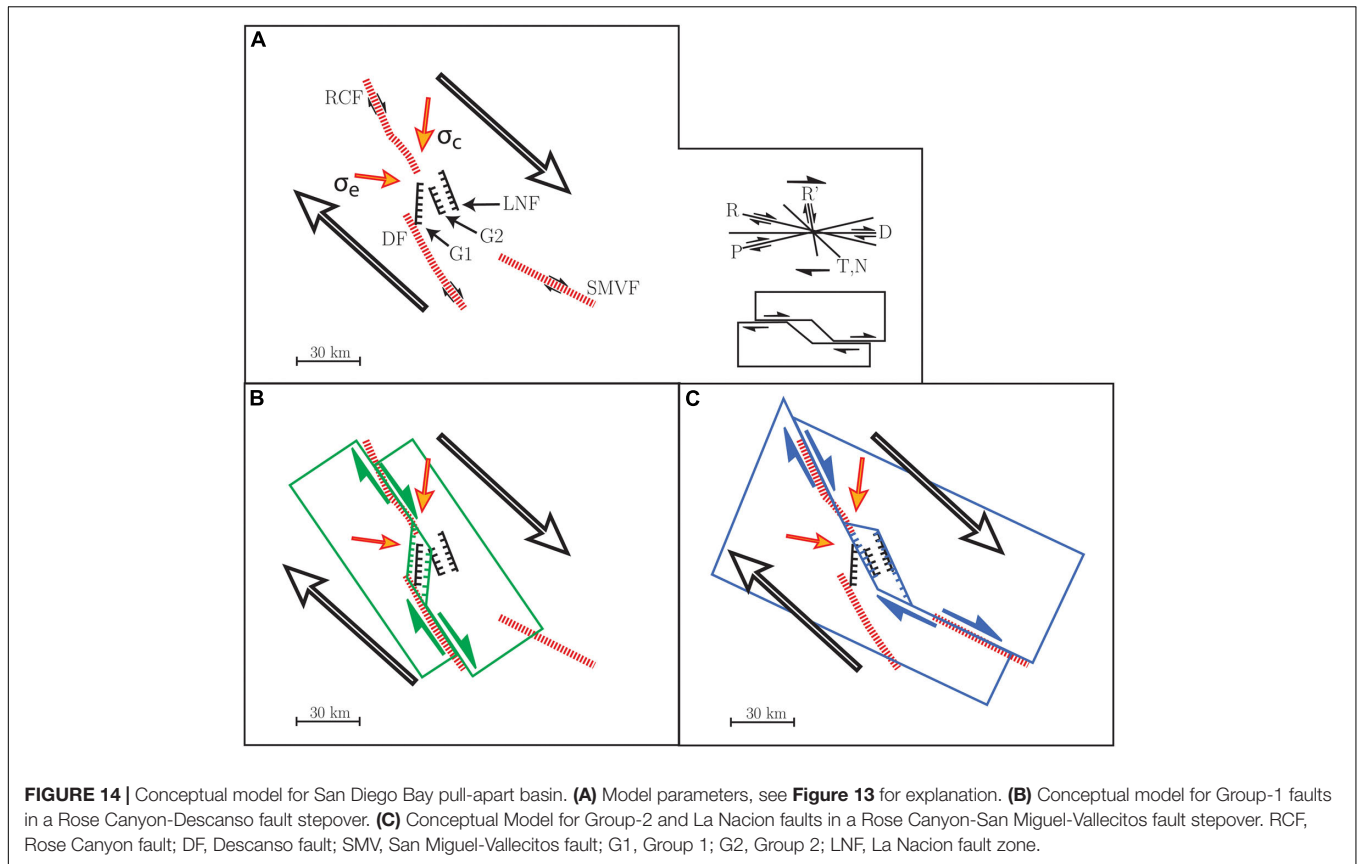 A
RCF
σc
σe
LNF
G2
DF
G1
SMVF
30 km
R'
R
D
P
T,N
B
30 km
C
30 km
FIGURE 14 | Conceptual model for San Diego Bay pull-apart basin. (A) Model parameters, see Figure 13 for explanation. (B) Conceptual model for Group-1 faults
in a Rose Canyon-Descanso fault stepover. (C) Conceptual Model for Group-2 and La Nacion faults in a Rose Canyon-San Miguel-Vallecitos fault stepover. RCF,
Rose Canyon fault; DF, Descanso fault; SMV, San Miguel-Vallecitos fault; G1, Group 1; G2, Group 2; LNF, La Nacion fault zone.